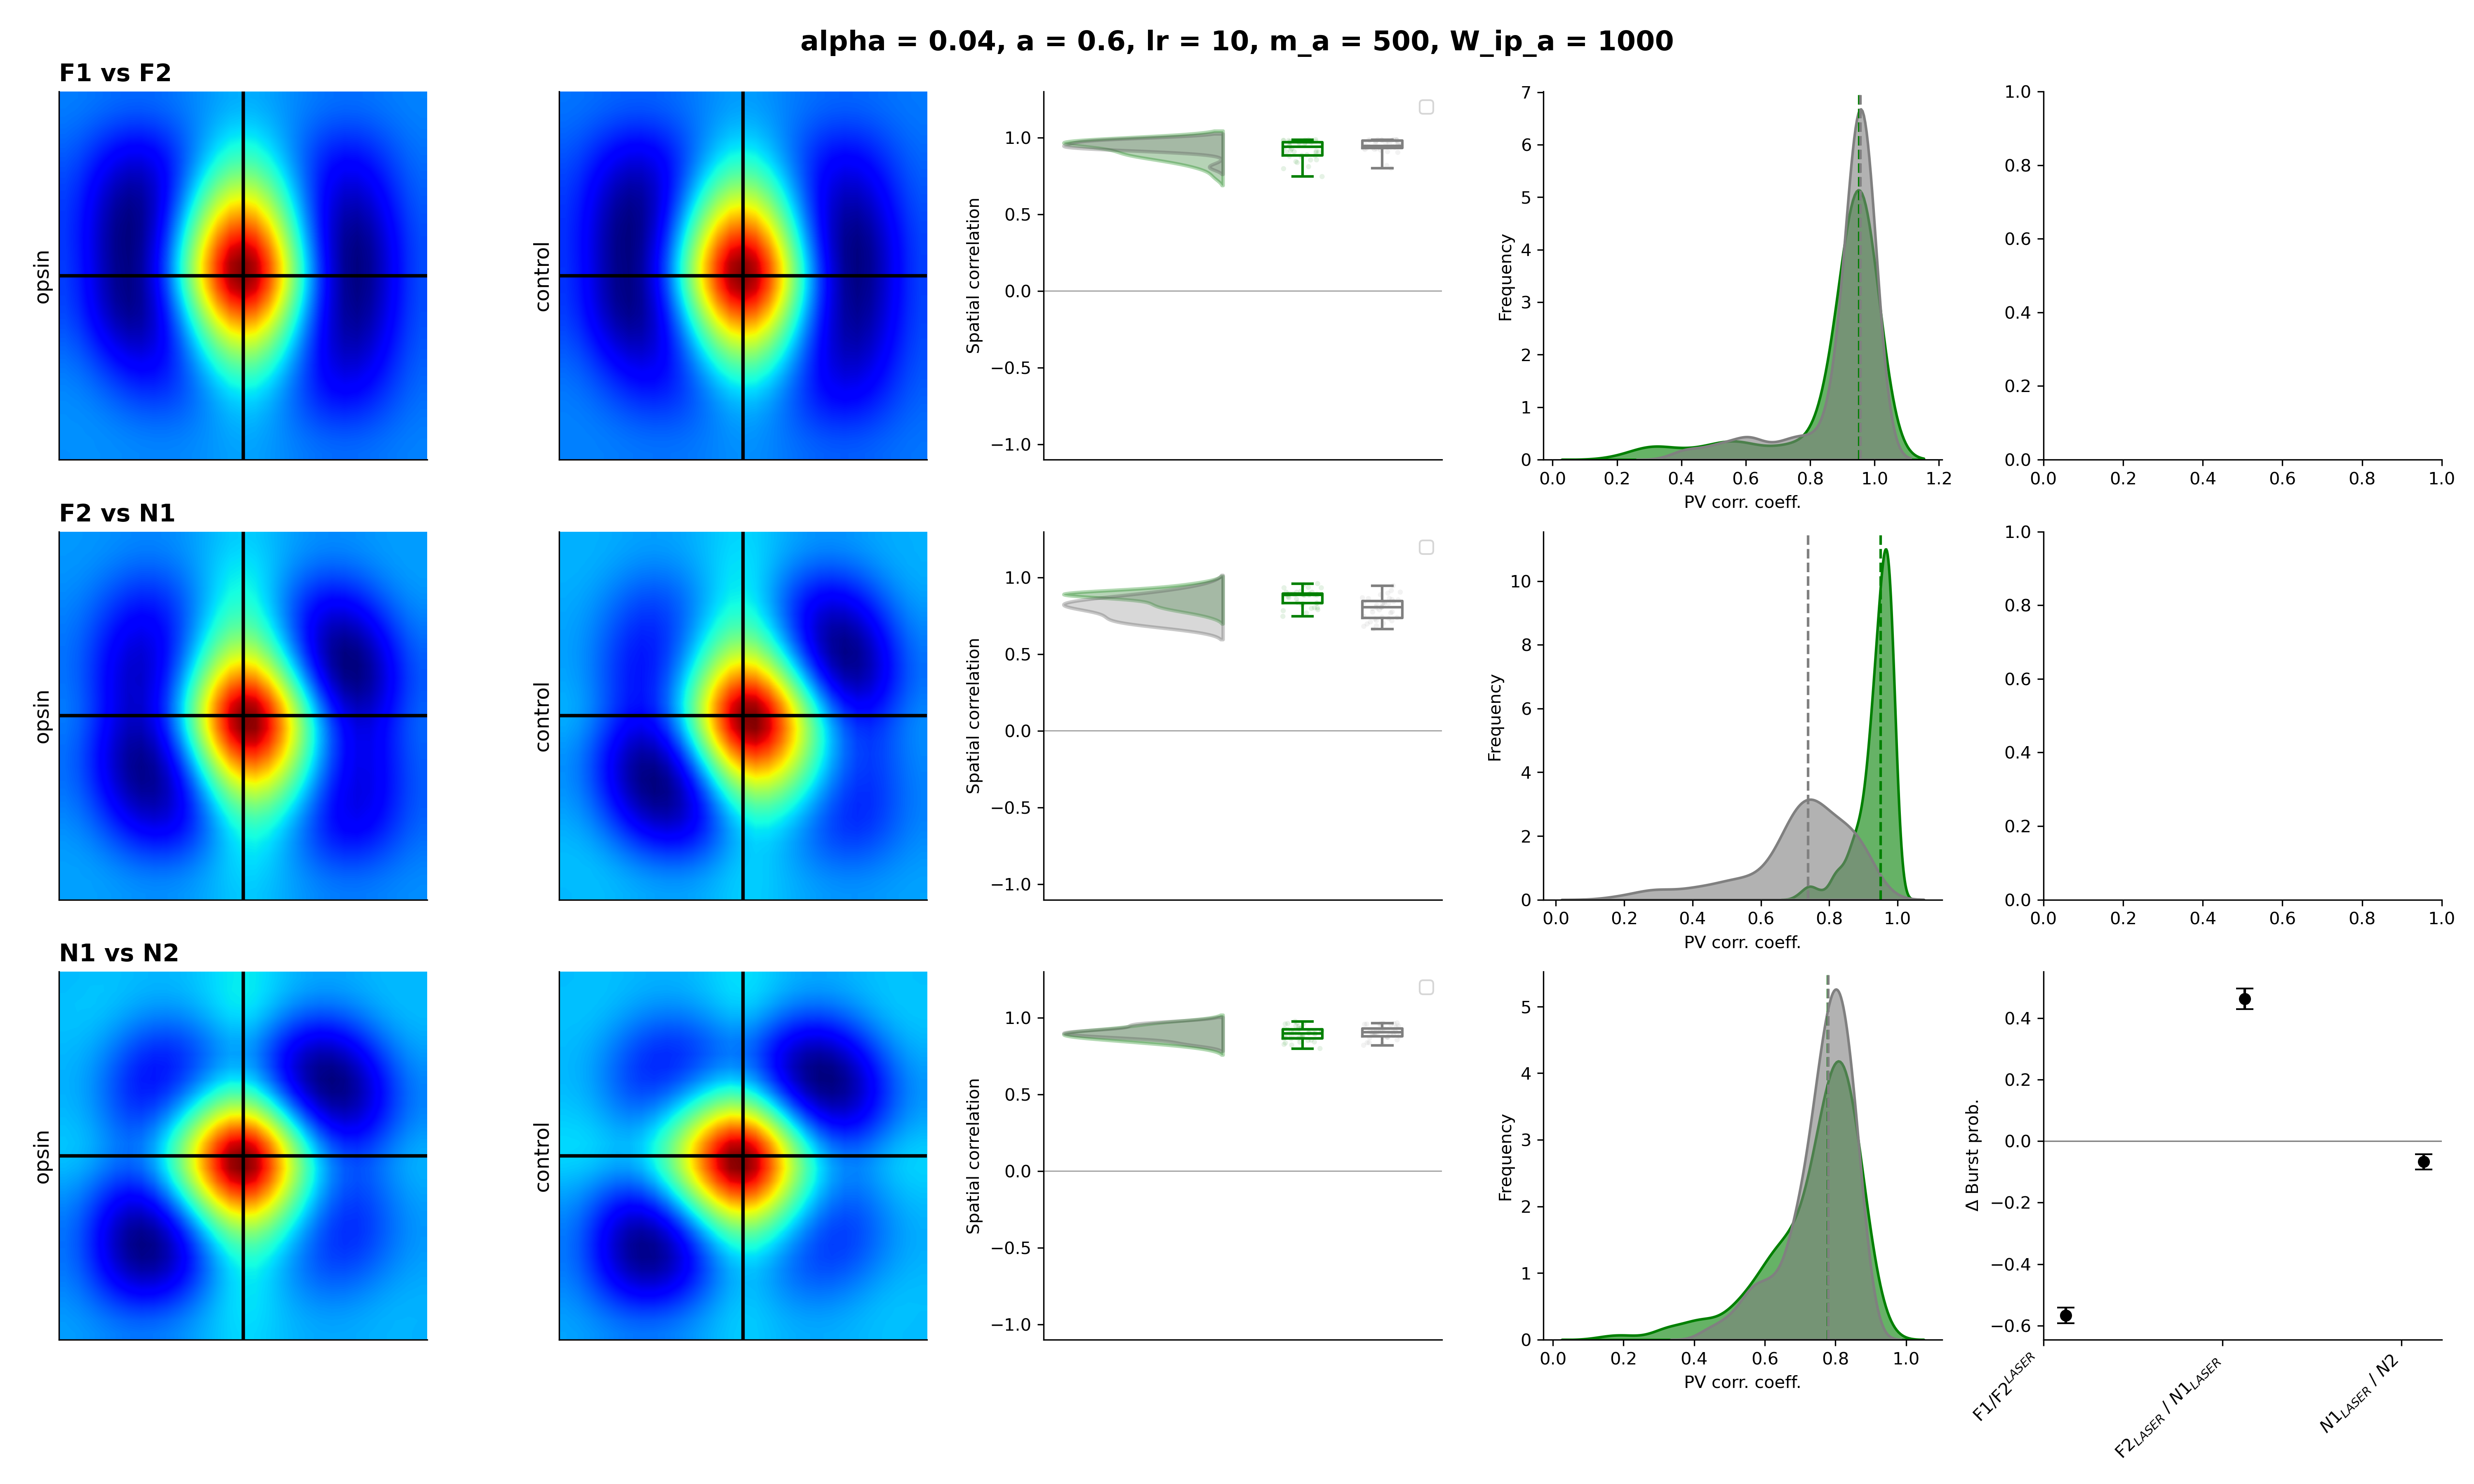 alpha = 0.04, a = 0.6, lr = 10, m_a = 500, W_ip_a = 1000
F1 vs F2
opsin
control
Spatial correlation
1.0
0.5
0.0
−0.5
−1.0
Frequency
7
6
5
4
3
2
1
0
0.0 0.2 0.4 0.6 0.8 1.0 1.2
PV corr. coeff.
1.0
0.8
0.6
0.4
0.2
0.0
0.0 0.2 0.4 0.6 0.8 1.0
F2 vs N1
opsin
control
Spatial correlation
1.0
0.5
0.0
−0.5
−1.0
Frequency
10
8
6
4
2
0
0.0 0.2 0.4 0.6 0.8 1.0
PV corr. coeff.
1.0
0.8
0.6
0.4
0.2
0.0
0.0 0.2 0.4 0.6 0.8 1.0
N1 vs N2
opsin
control
Spatial correlation
1.0
0.5
0.0
−0.5
−1.0
Frequency
5
4
3
2
1
0
0.0 0.2 0.4 0.6 0.8 1.0
PV corr. coeff.
Δ Burst prob.
0.4
0.2
0.0
−0.2
−0.4
−0.6
F1/F2^LASER
F2_LASER / N1_LASER
N1_LASER / N2